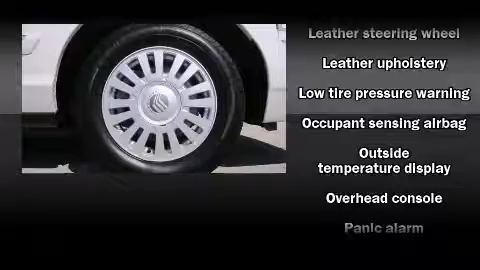 Leather steering wheel
Leather upholstery
Low tire pressure warning
Occupant sensing airbag
Outside
temperature display
Overhead console
Panic alarm